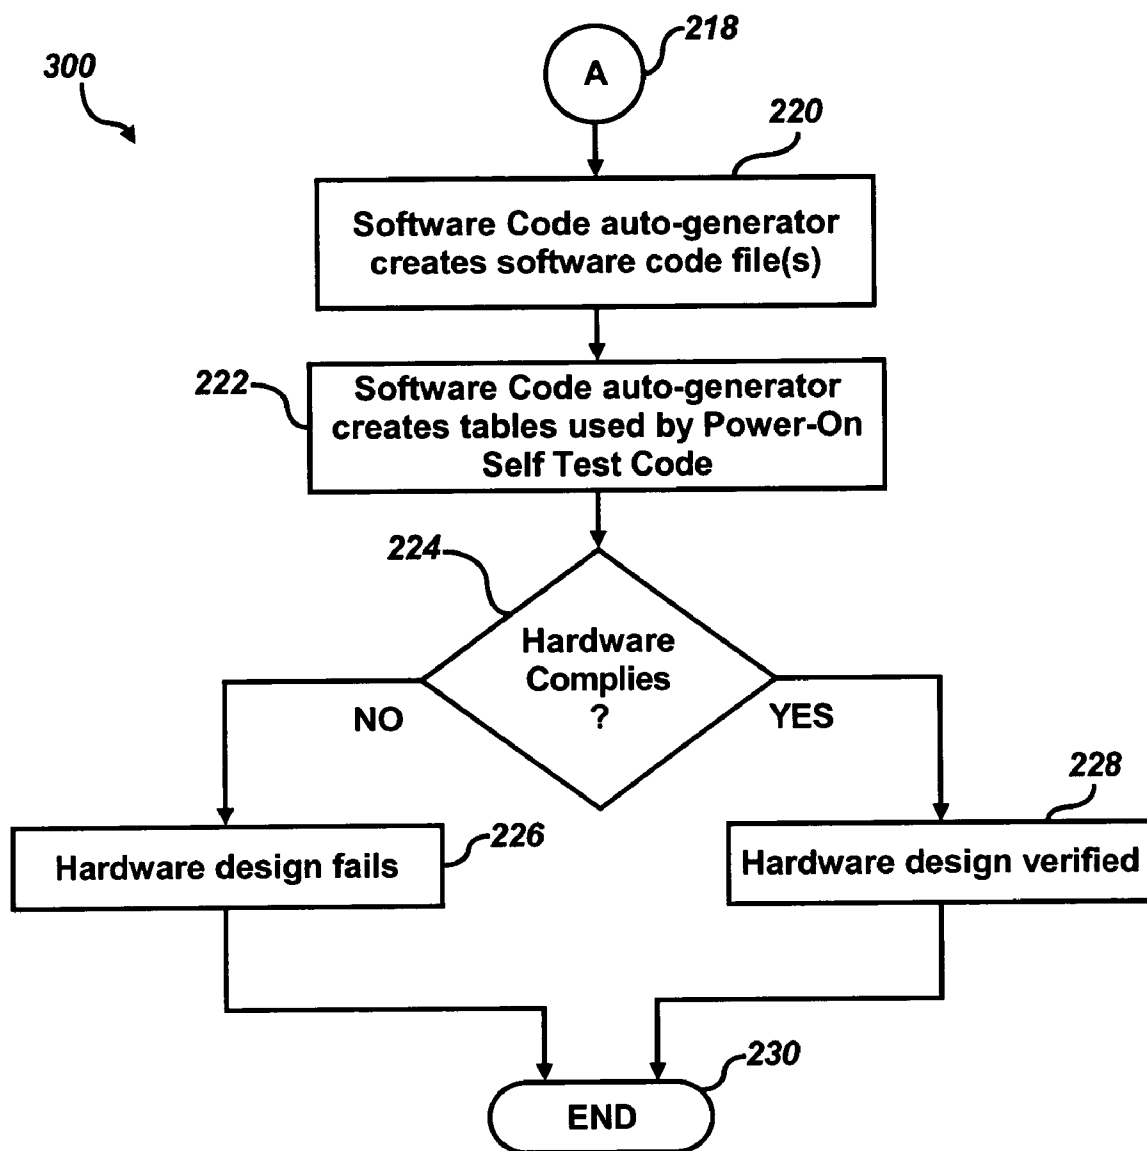 218
300
A
220
Software Code auto-generator
creates software code file(s)
222
Software Code auto-generator
creates tables used by Power-On
Self Test Code
224
Hardware
Complies
?
NO
YES
228
226
Hardware design fails
Hardware design verified
230
END